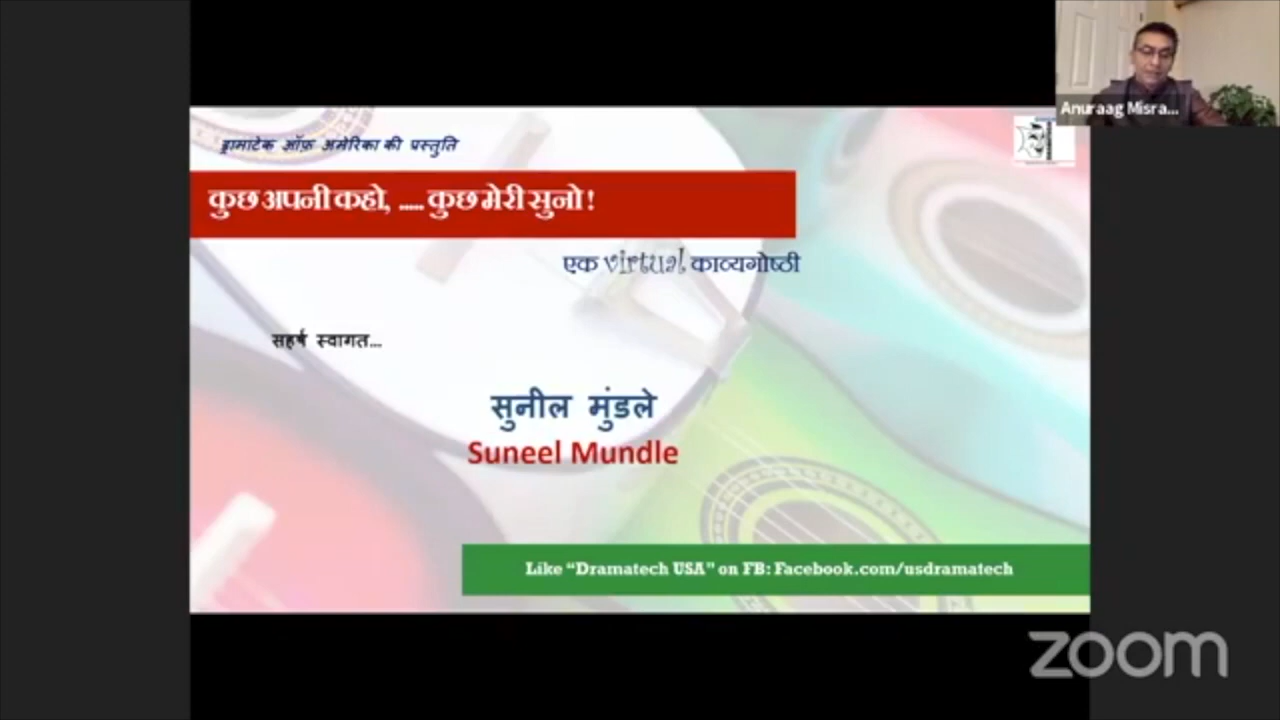 Anuraag Misra...
ड्रामाटेक ऑफ़ अमेरिका की प्रस्तुति
कुछ अपनी कहो, ..... कुछ मेरी सुनो !
एक virtual काव्यगोष्ठी
सहर्ष स्वागत...
सुनील मुंडले
Suneel Mundle
Like “Dramatech USA” on FB: Facebook.com/usdramatech
zoom